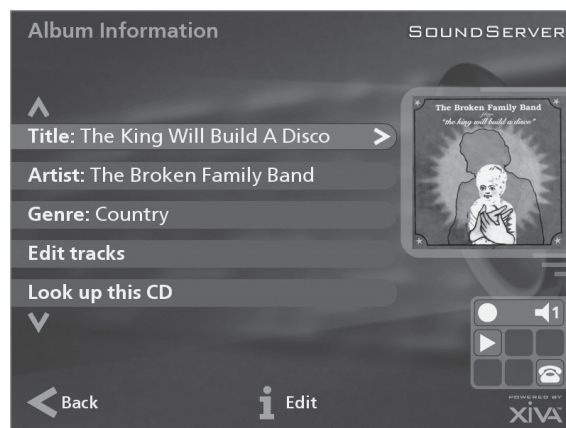 Album Information
SOUNDSERVER
Title: The King Will Build A Disco
Artist: The Broken Family Band
Genre: Country
Edit tracks
Look up this CD
The Broken Family Band
plays
"the king will build a disco"
1
Back
Edit
POWERED BY
XiVA